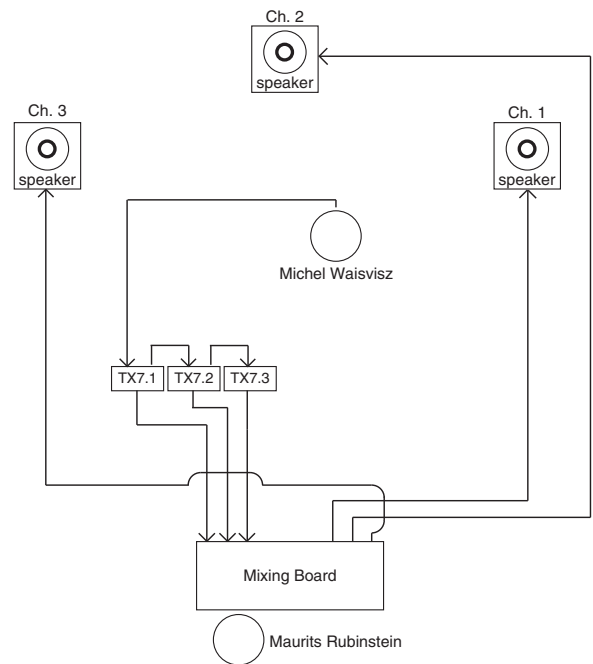 Ch. 2
speaker
Ch. 3
speaker
Ch. 1
speaker
Michel Waisvisz
TX7.1
TX7.2
TX7.3
Mixing Board
Maurits Rubinstein